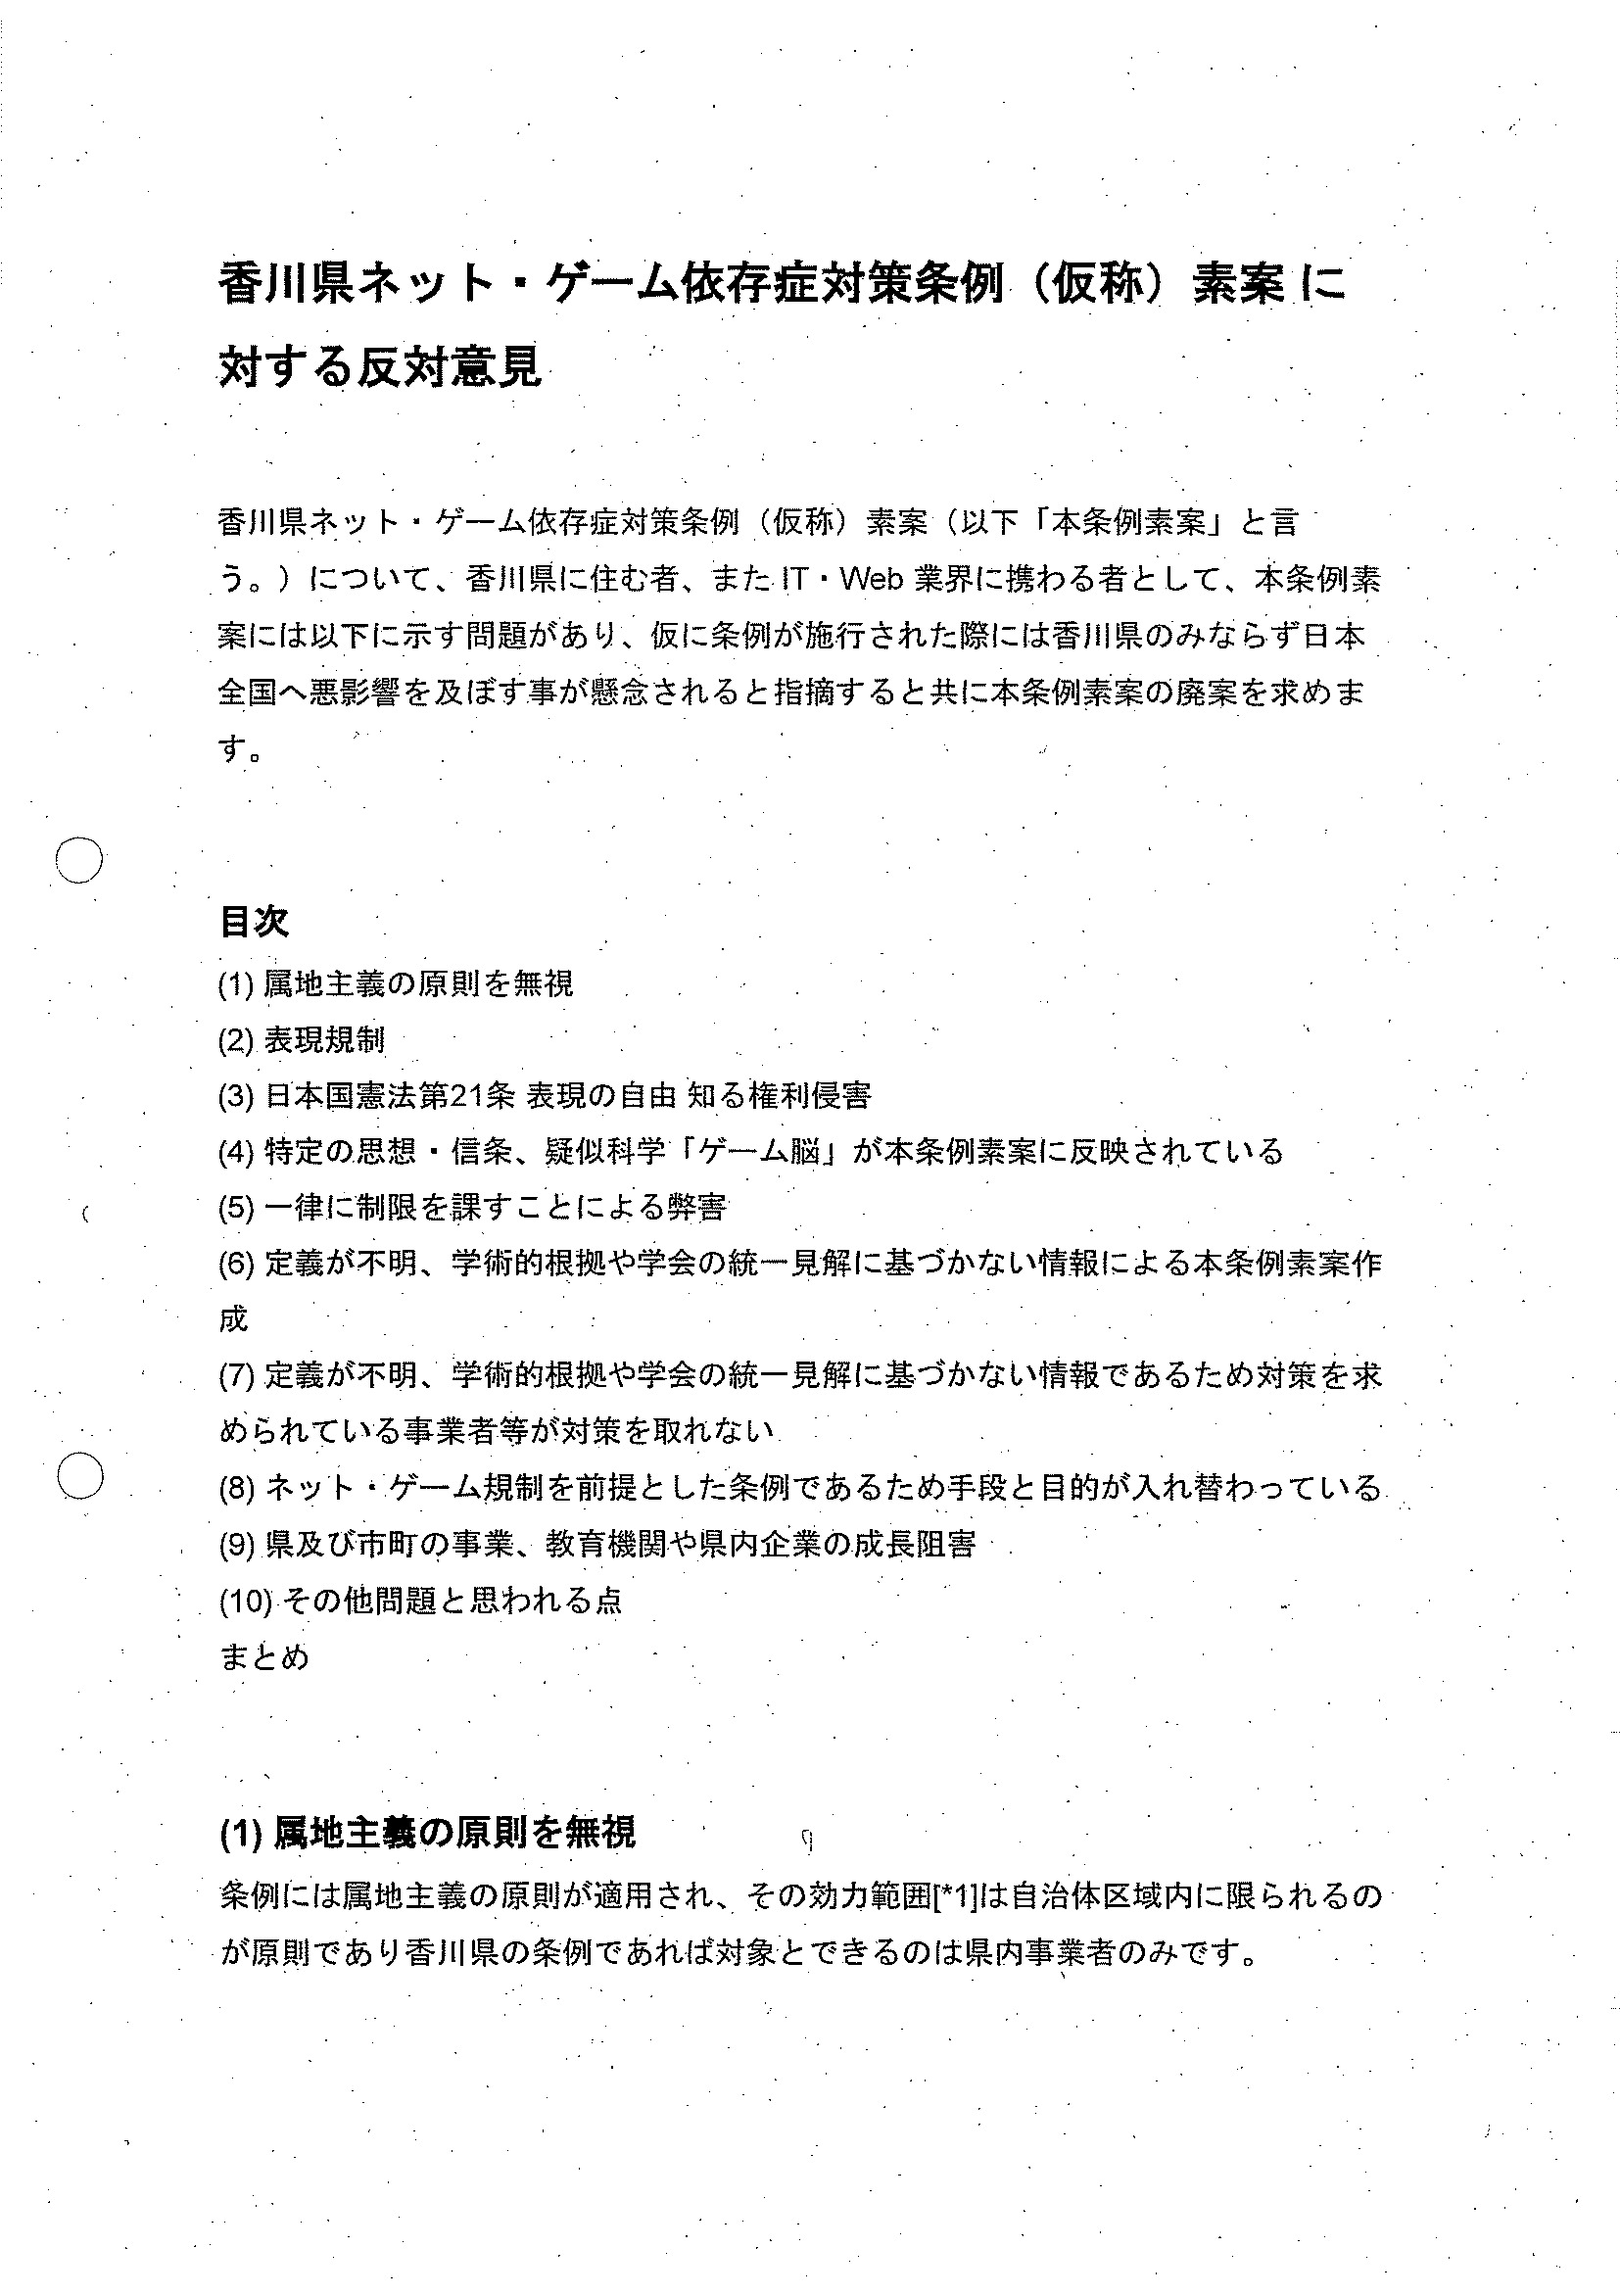 香川県ネット・ゲーム依存症対策条例（仮称）素案 に
対する反対意見
香川県ネット・ゲーム依存症対策条例（仮称）素案（以下「本条例素案」と言
う。）について、香川県に住む者、また IT・Web 業界に携わる者として、本条例素
案には以下に示す問題があり、仮に条例が施行された際には香川県のみならず日本
全国へ悪影響を及ぼす事が懸念されると指摘すると共に本条例素案の廃案を求めま
す。
目次
(1) 属地主義の原則を無視
(2) 表現規制
(3) 日本国憲法第21条 表現の自由 知る権利侵害
(4) 特定の思想・信条、疑似科学「ゲーム脳」が本条例素案に反映されている
(5) 一律に制限を課すことによる弊害
(6) 定義が不明、学術的根拠や学会の統一見解に基づかない情報による本条例素案作
成
(7) 定義が不明、学術的根拠や学会の統一見解に基づかない情報であるため対策を求
められている事業者等が対策を取れない
(8) ネット・ゲーム規制を前提とした条例であるため手段と目的が入れ替わっている
(9) 県及び市町の事業、教育機関や県内企業の成長阻害
(10) その他問題と思われる点
まとめ
(1) 属地主義の原則を無視
条例には属地主義の原則が適用され、その効力範囲[*1]は自治体区域内に限られるの
が原則であり香川県の条例であれば対象とできるのは県内事業者のみです。